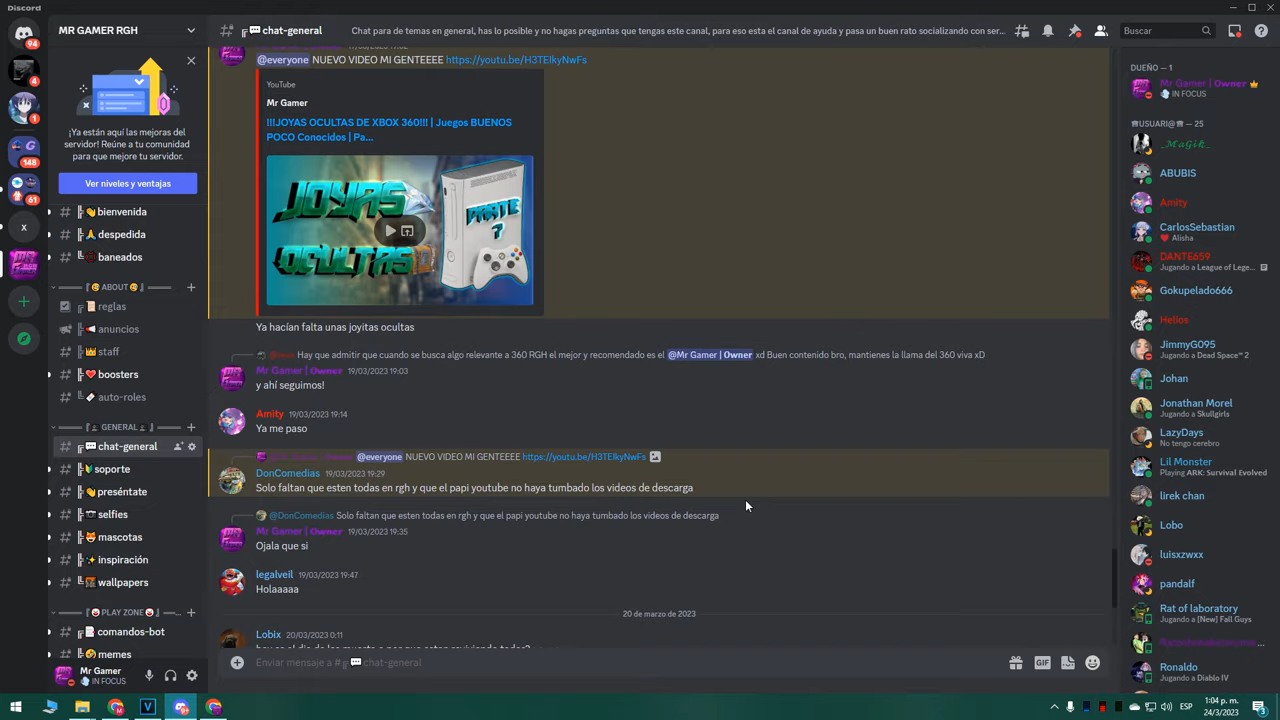 Discord
MR GAMER RGH
chat-general
Chat para de temas en general, has lo posible y no hagas preguntas que tengas este canal, para eso esta el canal de ayuda y pasa un buen rato socializando con ser...
Buscar
94
4
1
148
61
X
¡Ya están aquí las mejoras del
servidor! Reúne a tu comunidad
para que mejore tu servidor.
Ver niveles y ventajas
# bienvenida
# despedida
# baneados
ABOUT
reglas
anuncios
# staff
# boosters
# auto-roles
GENERAL
# chat-general
# soporte
# preséntate
# selfies
# mascotas
# inspiración
# wallpapers
PLAY ZONE
# comandos-bot
# memes
Mr Gamer
IN FOCUS
@everyone NUEVO VIDEO MI GENTEEEE https://youtu.be/H3TEIkyNwFs
YouTube
Mr Gamer
!!!JOYAS OCULTAS DE XBOX 360!!! | Juegos BUENOS
POCO Conocidos | Pa...
JOYAS
OCULTAS
PARTE
7
Ya hacían falta unas joyitas ocultas
Hay que admitir que cuando se busca algo relevante a 360 RGH el mejor y recomendado es el @Mr Gamer | Owner xd Buen contenido bro, mantienes la llama del 360 viva xD
Mr Gamer | Owner 19/03/2023 19:03
y ahí seguimos!
Amity 19/03/2023 19:14
Ya me paso
@everyone NUEVO VIDEO MI GENTEEEE https://youtu.be/H3TEIkyNwFs
DonComedias 19/03/2023 19:29
Solo faltan que esten todas en rgh y que el papi youtube no haya tumbado los videos de descarga
@DonComedias Solo faltan que esten todas en rgh y que el papi youtube no haya tumbado los videos de descarga
Mr Gamer | Owner 19/03/2023 19:35
Ojala que si
legalveil 19/03/2023 19:47
Holaaaaa
20 de marzo de 2023
Lobix 20/03/2023 0:11
Enviar mensaje a # chat-general
GIF
DUEÑO — 1
Mr Gamer | Owner
IN FOCUS
USUARI@ — 25
_MaGik_
ABUBIS
Amity
CarlosSebastian
Alisha
DANTE659
Jugando a League of Lege...
Gokupelado666
Helios
JimmyG095
Jugando a Dead Space™ 2
Johan
Jonathan Morel
Jugando a Skullgirls
LazyDays
No tengo cerebro
Lil Monster
Playing ARK: Survival Evolved
lirek chan
Lobo
luisxzwxx
pandalf
Rat of laboratory
Jugando a [New] Fall Guys
Ronaldo
Jugando a Diablo IV
ESP
1:04 p. m.
24/3/2023
3